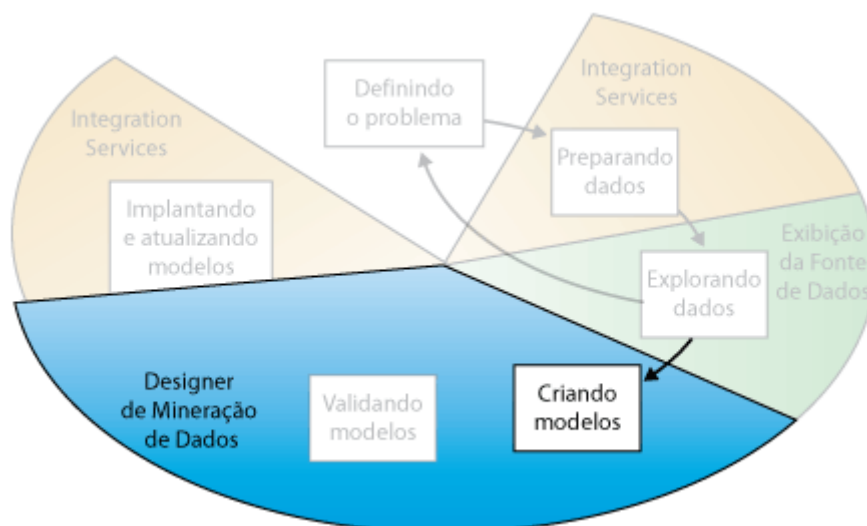 Definindo
o problema
Integration
Services
Preparando
dados
Exibição
da Fonte
de Dados
Explorando
dados
Criando
modelos
Validando
modelos
Designer
de Mineração
de Dados
Implantando
e atualizando
modelos
Integration
Services